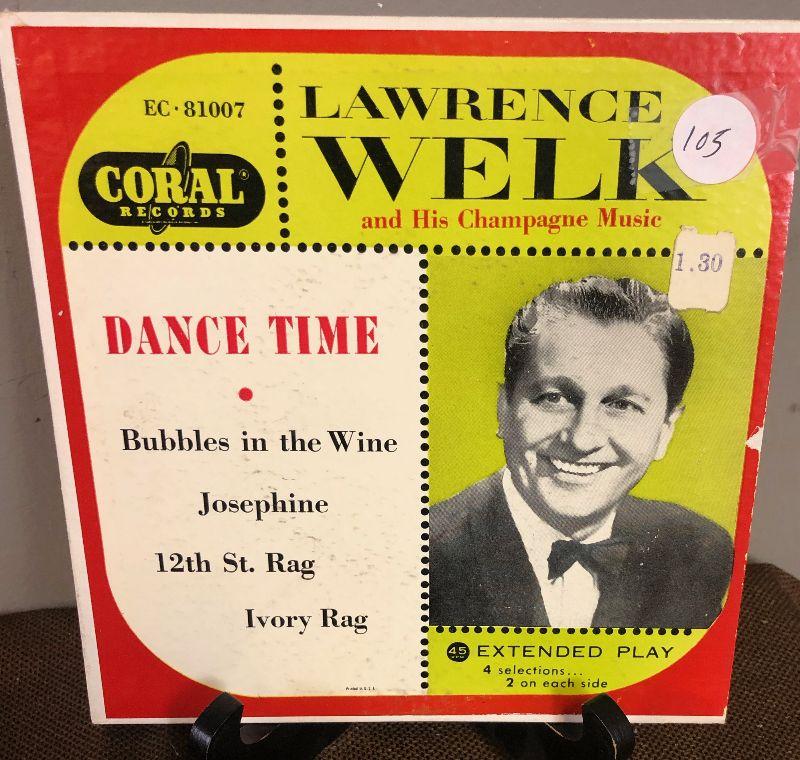 EC · 81007
CORAL®
RECORDS
LAWRENCE
WELK
and His Champagne Music
105
1.30
DANCE TIME
•
Bubbles in the Wine
Josephine
12th St. Rag
Ivory Rag
45 EXTENDED PLAY
4 selections...
2 on each side